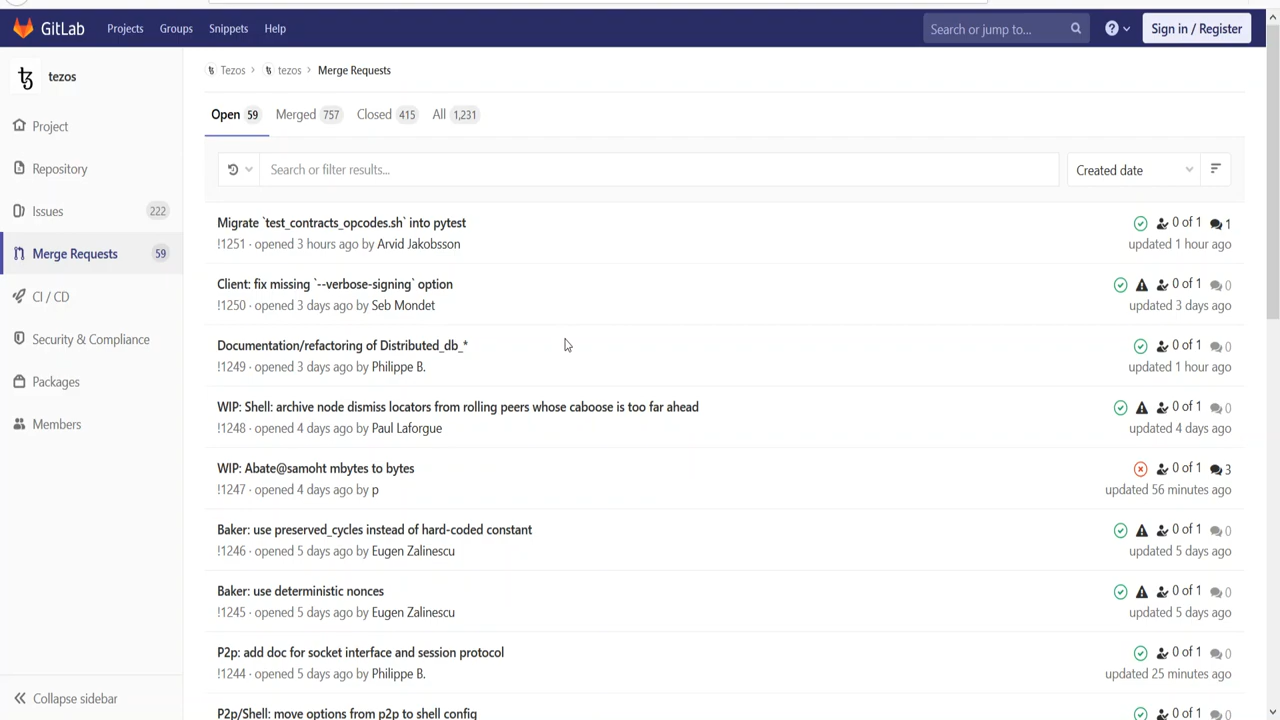 GitLab Projects Groups Snippets Help Search or jump to... Sign in / Register
tezos
Project
Repository
Issues 222
Merge Requests 59
CI / CD
Security & Compliance
Packages
Members
Collapse sidebar
Tezos > tezos > Merge Requests
Open 59 Merged 757 Closed 415 All 1,231
Search or filter results... Created date
Migrate `test_contracts_opcodes.sh` into pytest 0 of 1 1
!1251 · opened 3 hours ago by Arvid Jakobsson updated 1 hour ago
Client: fix missing `--verbose-signing` option 0 of 1 0
!1250 · opened 3 days ago by Seb Mondet updated 3 days ago
Documentation/refactoring of Distributed_db_* 0 of 1 0
!1249 · opened 3 days ago by Philippe B. updated 1 hour ago
WIP: Shell: archive node dismiss locators from rolling peers whose caboose is too far ahead 0 of 1 0
!1248 · opened 4 days ago by Paul Laforgue updated 4 days ago
WIP: Abate@samoht mbytes to bytes 0 of 1 3
!1247 · opened 4 days ago by p updated 56 minutes ago
Baker: use preserved_cycles instead of hard-coded constant 0 of 1 0
!1246 · opened 5 days ago by Eugen Zalinescu updated 5 days ago
Baker: use deterministic nonces 0 of 1 0
!1245 · opened 5 days ago by Eugen Zalinescu updated 5 days ago
P2p: add doc for socket interface and session protocol 0 of 1 0
!1244 · opened 5 days ago by Philippe B. updated 25 minutes ago
P2p/Shell: move options from p2p to shell config 0 of 1 0